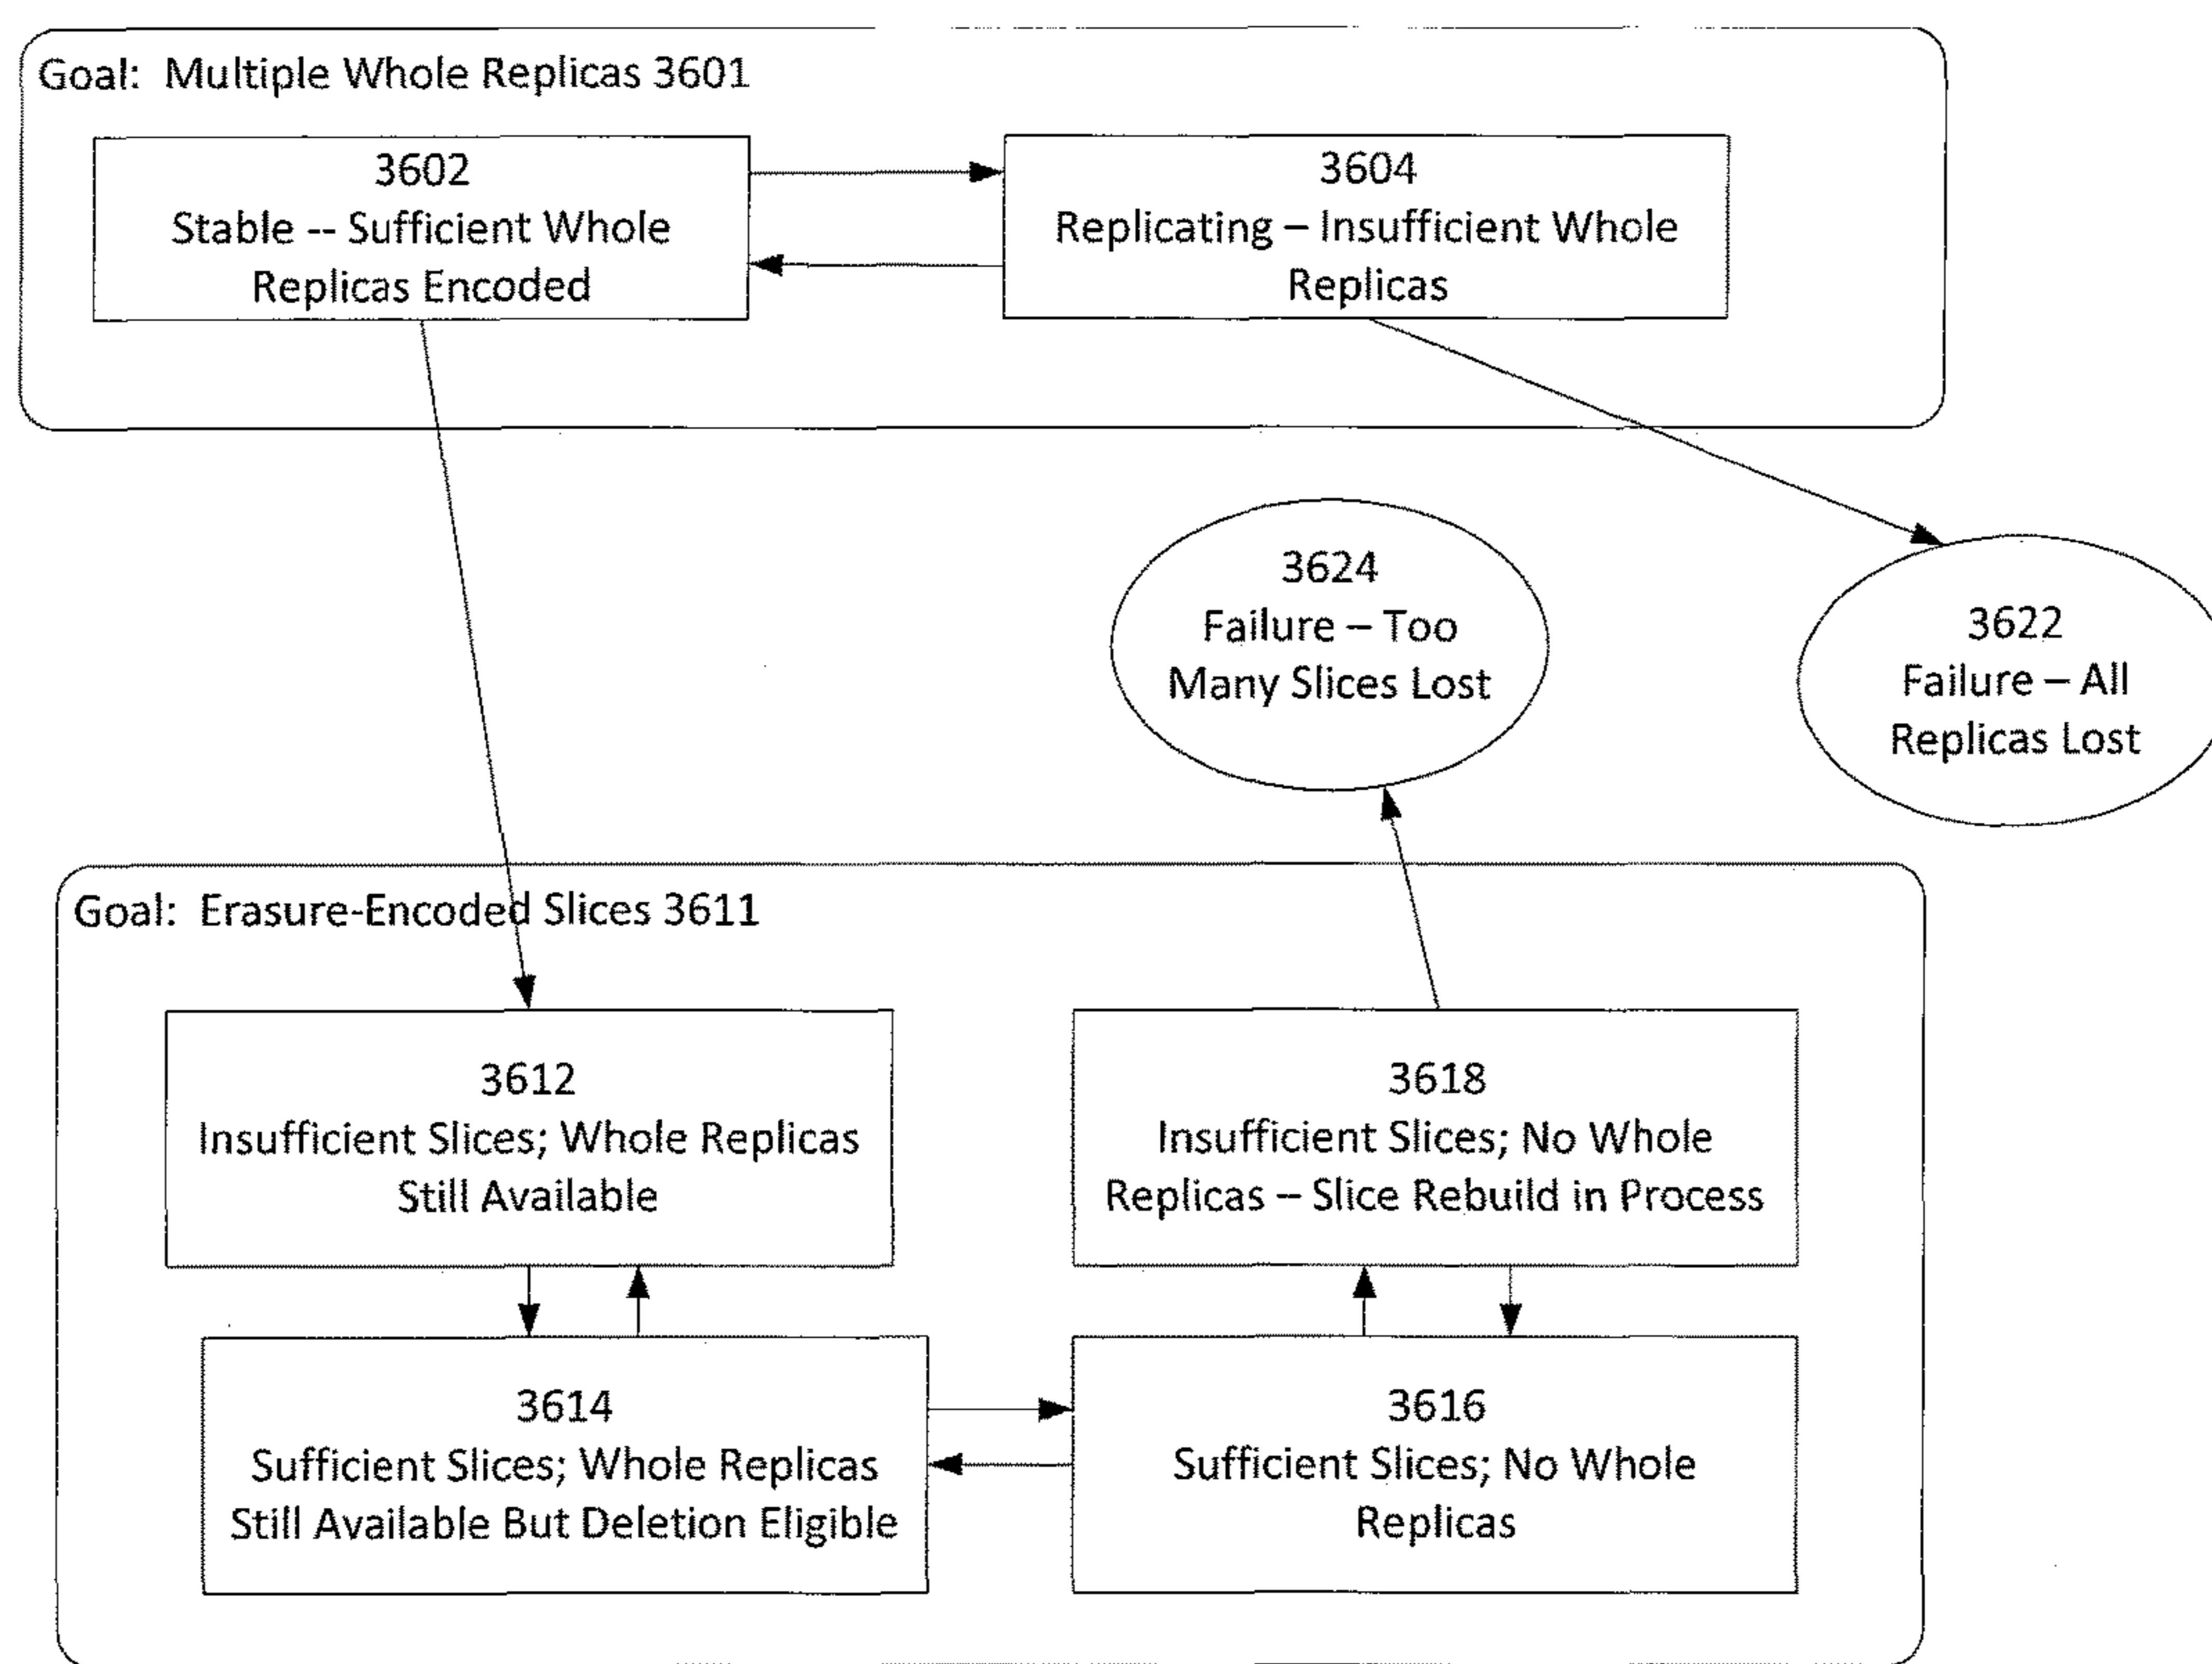 Goal: Multiple Whole Replicas 3601
3602
Stable -- Sufficient Whole
Replicas Encoded
3604
Replicating – Insufficient Whole
Replicas
3624
Failure – Too
Many Slices Lost
3622
Failure – All
Replicas Lost
Goal: Erasure-Encoded Slices 3611
3612
Insufficient Slices; Whole Replicas
Still Available
3618
Insufficient Slices; No Whole
Replicas – Slice Rebuild in Process
3614
Sufficient Slices; Whole Replicas
Still Available But Deletion Eligible
3616
Sufficient Slices; No Whole
Replicas